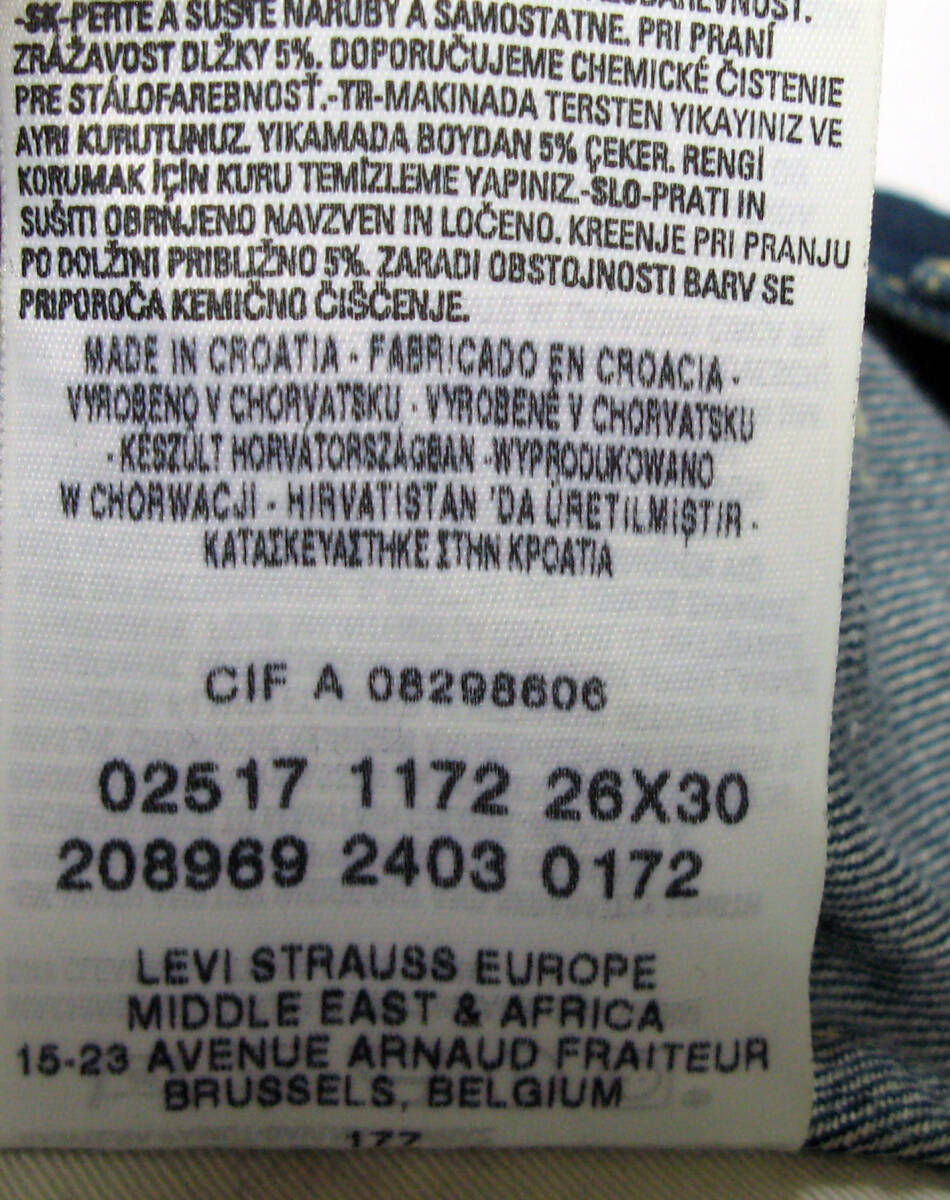 -SK-PERTE A SUŠTE NARUBY A SAMOSTATNE. PRI PRANÍ
ZRÁŽAVOST DLŽKY 5%. DOPORUČUJEME CHEMICKÉ ČISTENIE
PRE STÁLOFAREBNOSŤ.-TR-MAKINADA TERSTEN YIKAYINIZ VE
AYRI KURUTUNUZ. YIKAMADA BOYDAN 5% ÇEKER. RENGİ
KORUMAK İÇİN KURU TEMİZLEME YAPINIZ.-SLO-PRATI IN
SUŠITI OBRNJENO NAVZVEN IN LOČENO. KREENJE PRI PRANJU
PO DOLŽINI PRIBLIŽNO 5%. ZARADI OBSTOJNOSTI BARV SE
PRIPOROČA KEMIČNO ČIŠČENJE.
MADE IN CROATIA - FABRICADO EN CROACIA -
VYROBENO V CHORVATSKU - VYROBENÉ V CHORVATSKU
-KÉSZÜLT HORVÁTORSZÁGBAN -WYPRODUKOWANO
W CHORWACJI - HIRVATISTAN 'DA ÜRETILMIŞTIR -
ΚΑΤΑΣΚΕΥΑΣΤΗΚΕ ΣΤΗΝ ΚΡΟΑΤΙΑ
CIF A 08298606
02517 1172 26X30
208969 2403 0172
LEVI STRAUSS EUROPE
MIDDLE EAST & AFRICA
15-23 AVENUE ARNAUD FRAITEUR
BRUSSELS, BELGIUM
177